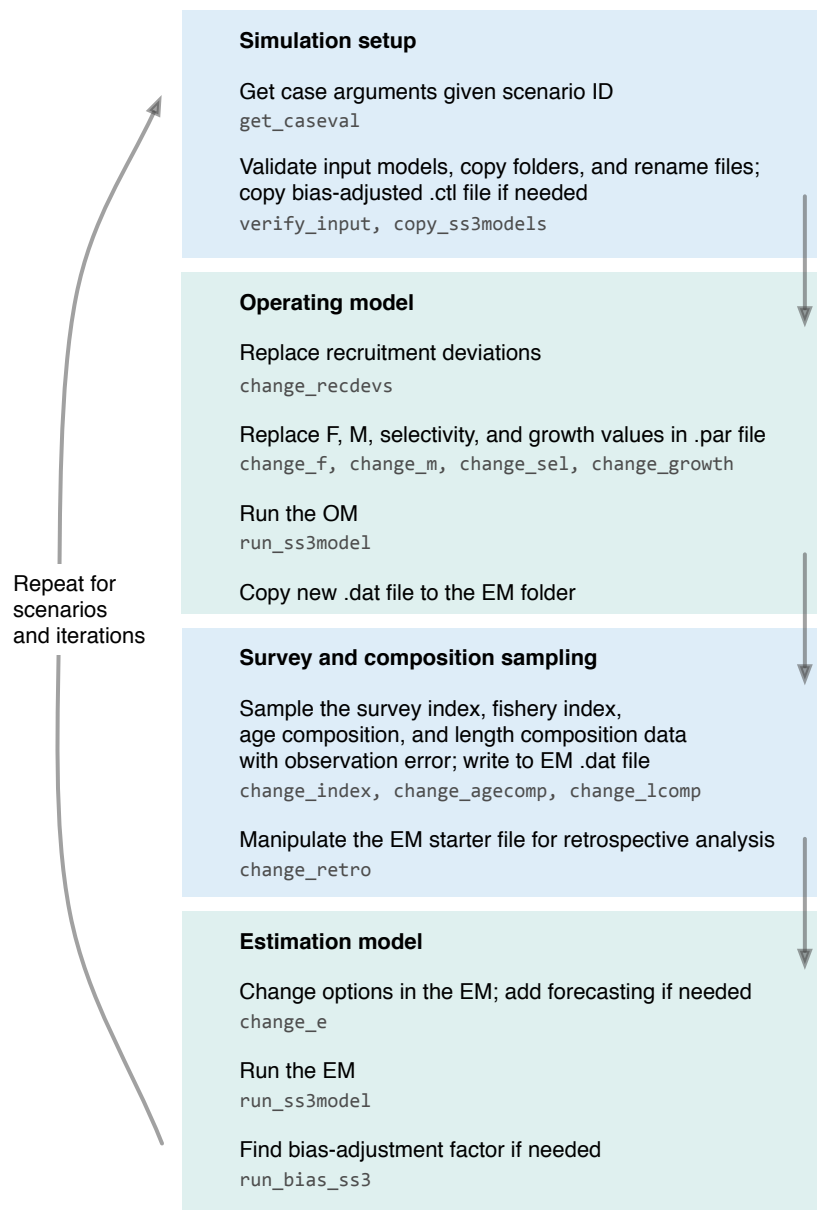 Simulation setup
Get case arguments given scenario ID
get_caseval
Validate input models, copy folders, and rename files;
copy bias-adjusted .ctl file if needed
verify_input, copy_ss3models
Operating model
Replace recruitment deviations
change_recdevs
Replace F, M, selectivity, and growth values in .par file
change_f, change_m, change_sel, change_growth
Run the OM
run_ss3model
Copy new .dat file to the EM folder
Repeat for
scenarios
and iterations
Survey and composition sampling
Sample the survey index, fishery index,
age composition, and length composition data
with observation error; write to EM .dat file
change_index, change_agecomp, change_lcomp
Manipulate the EM starter file for retrospective analysis
change_retro
Estimation model
Change options in the EM; add forecasting if needed
change_e
Run the EM
run_ss3model
Find bias-adjustment factor if needed
run_bias_ss3